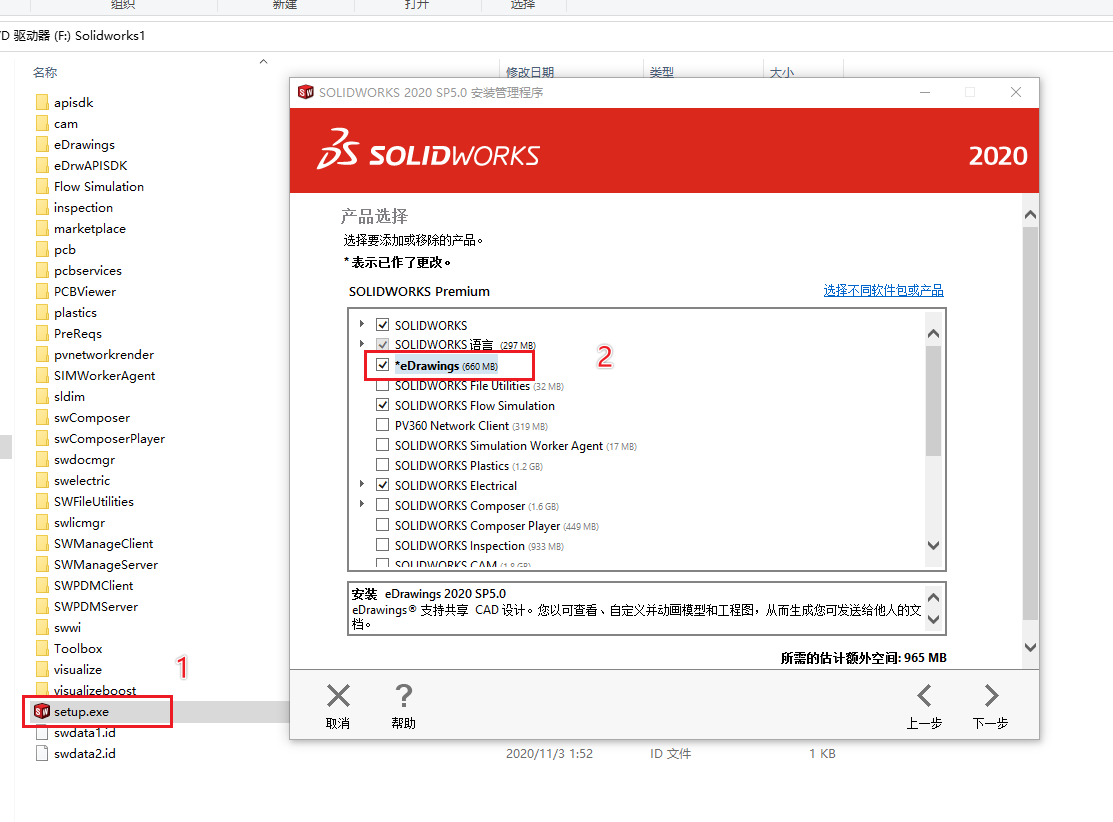 组织
新建
打开
选择
D 驱动器 (F:) Solidworks1
名称
修改日期
类型
大小
apisdk
cam
eDrawings
eDrwAPISDK
Flow Simulation
inspection
marketplace
pcb
pcbservices
PCBViewer
plastics
PreReqs
pvnetworkrender
SIMWorkerAgent
sldim
swComposer
swComposerPlayer
swdocmgr
swelectric
SWFileUtilities
swlicmgr
SWManageClient
SWManageServer
SWPDMClient
SWPDMServer
swwi
Toolbox
visualize
visualizeboost
1
setup.exe
swdata1.id
swdata2.id
2020/11/3 1:52
ID 文件
1 KB
SOLIDWORKS 2020 SP5.0 安装管理程序
SOLIDWORKS
2020
产品选择
选择要添加或移除的产品。
*表示已作了更改。
SOLIDWORKS Premium
选择不同软件包或产品
SOLIDWORKS
SOLIDWORKS 语言 (297 MB)
*eDrawings (660 MB)
2
SOLIDWORKS File Utilities (32 MB)
SOLIDWORKS Flow Simulation
PV360 Network Client (319 MB)
SOLIDWORKS Simulation Worker Agent (17 MB)
SOLIDWORKS Plastics (1.2 GB)
SOLIDWORKS Electrical
SOLIDWORKS Composer (1.6 GB)
SOLIDWORKS Composer Player (449 MB)
SOLIDWORKS Inspection (933 MB)
SOLIDWORKS CAM (1.8 GB)
安装 eDrawings 2020 SP5.0
eDrawings® 支持共享 CAD 设计。您以可查看、自定义并动画模型和工程图，从而生成您可发送给他人的文
档。
所需的估计额外空间: 965 MB
取消
帮助
上一步
下一步